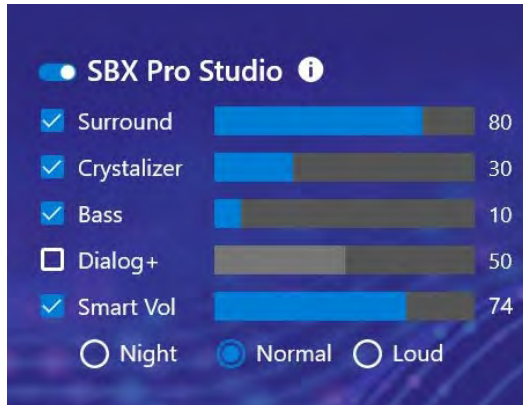 SBX Pro Studio i
Surround 80
Crystalizer 30
Bass 10
Dialog+ 50
Smart Vol 74
Night Normal Loud